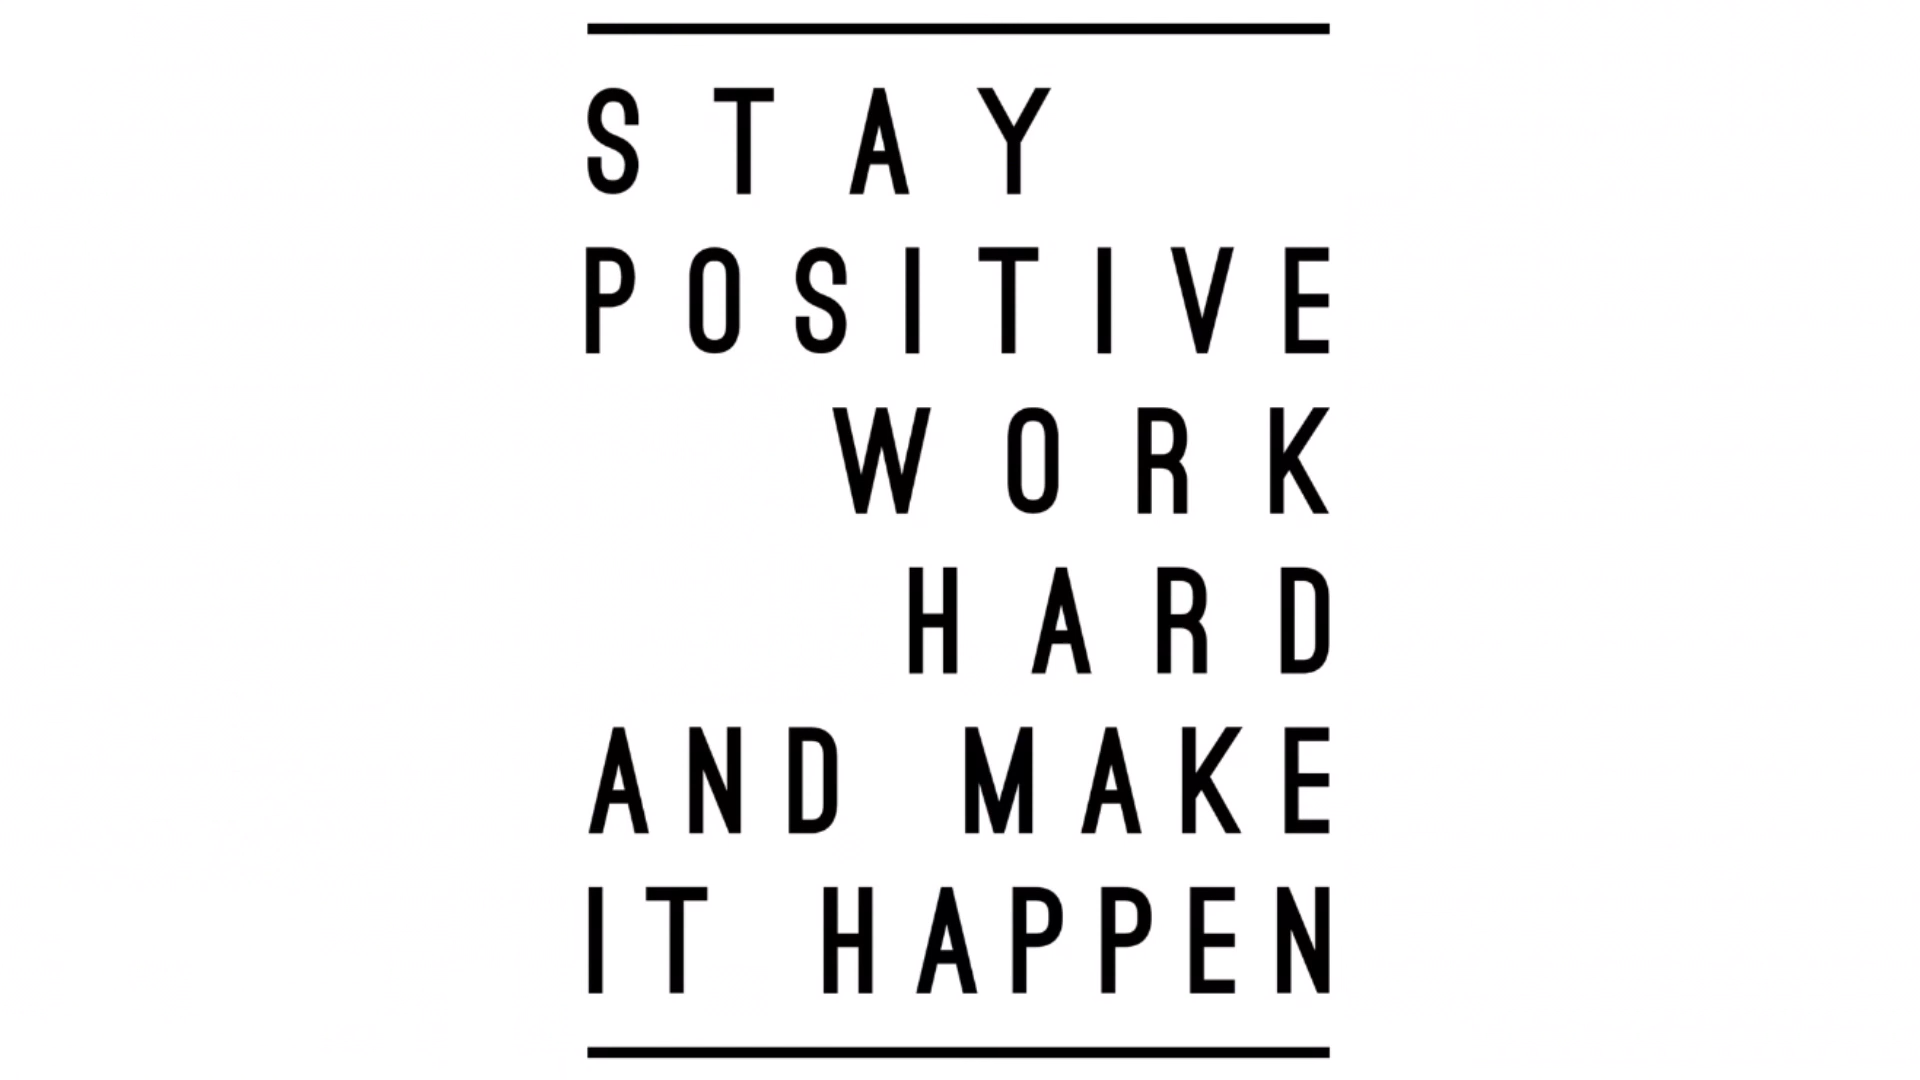 STAY
POSITIVE
WORK
HARD
AND MAKE
IT HAPPEN